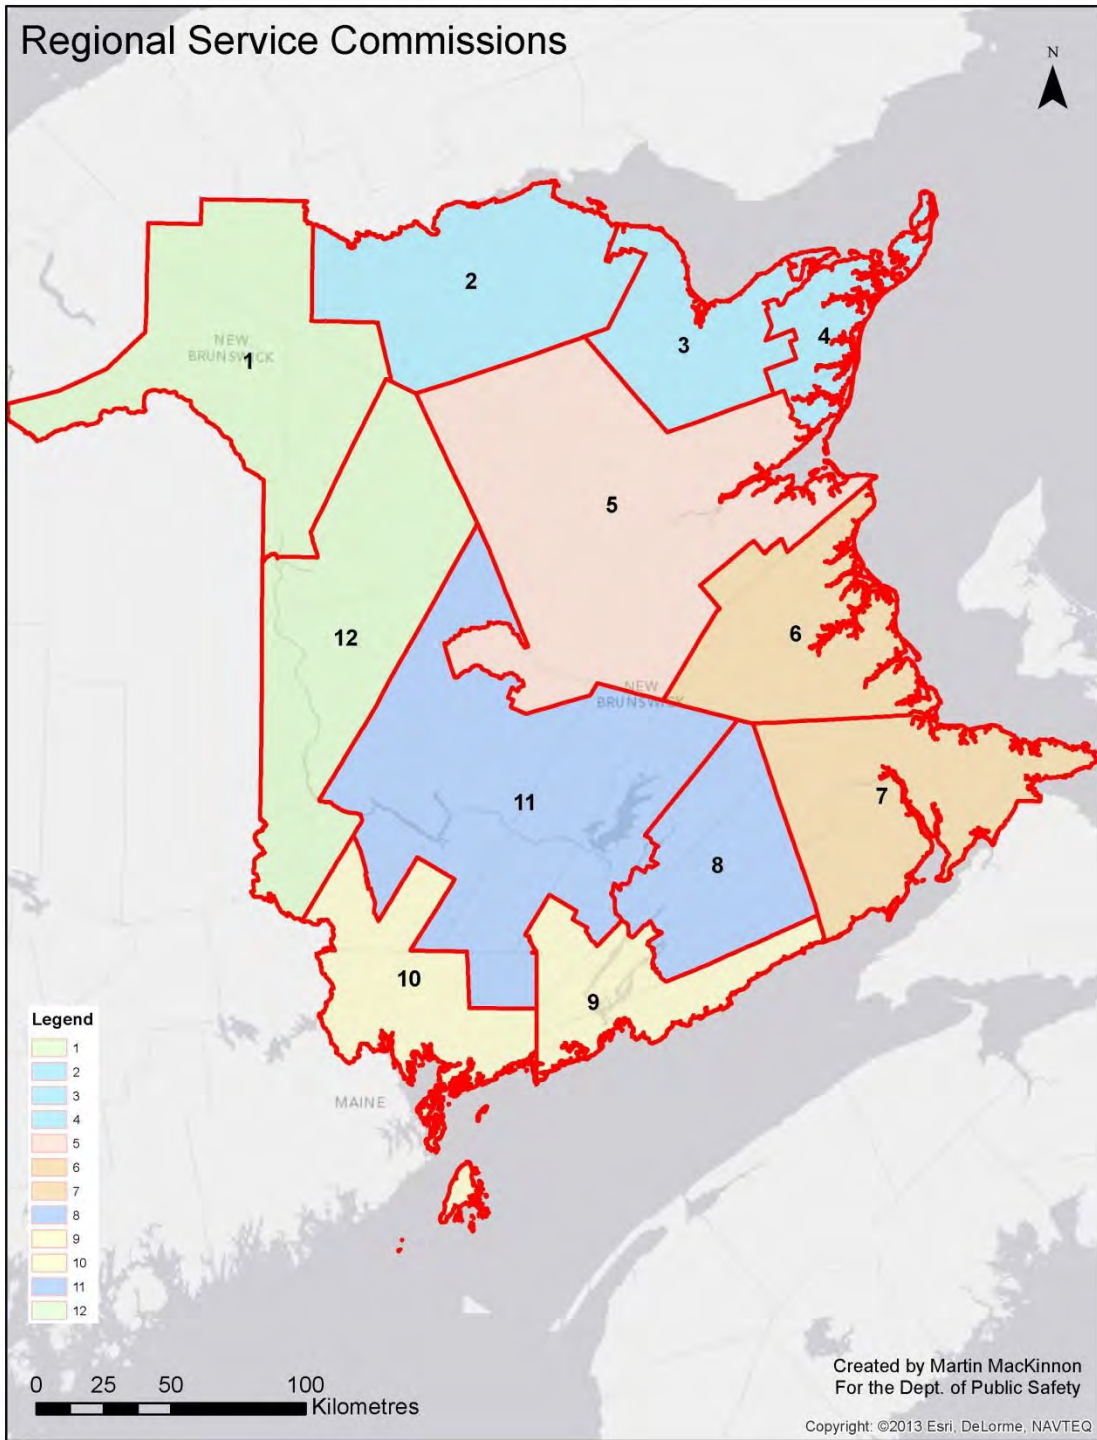 Regional Service Commissions
N
2
3
4
NEW
BRUNSWICK
1
5
12
6
NEW
BRUNSWICK
11
7
8
10
9
Legend
1
2
3
4
5
6
7
8
9
10
11
12
MAINE
0 25 50 100
Kilometres
Created by Martin MacKinnon
For the Dept. of Public Safety
Copyright: ©2013 Esri, DeLorme, NAVTEQ